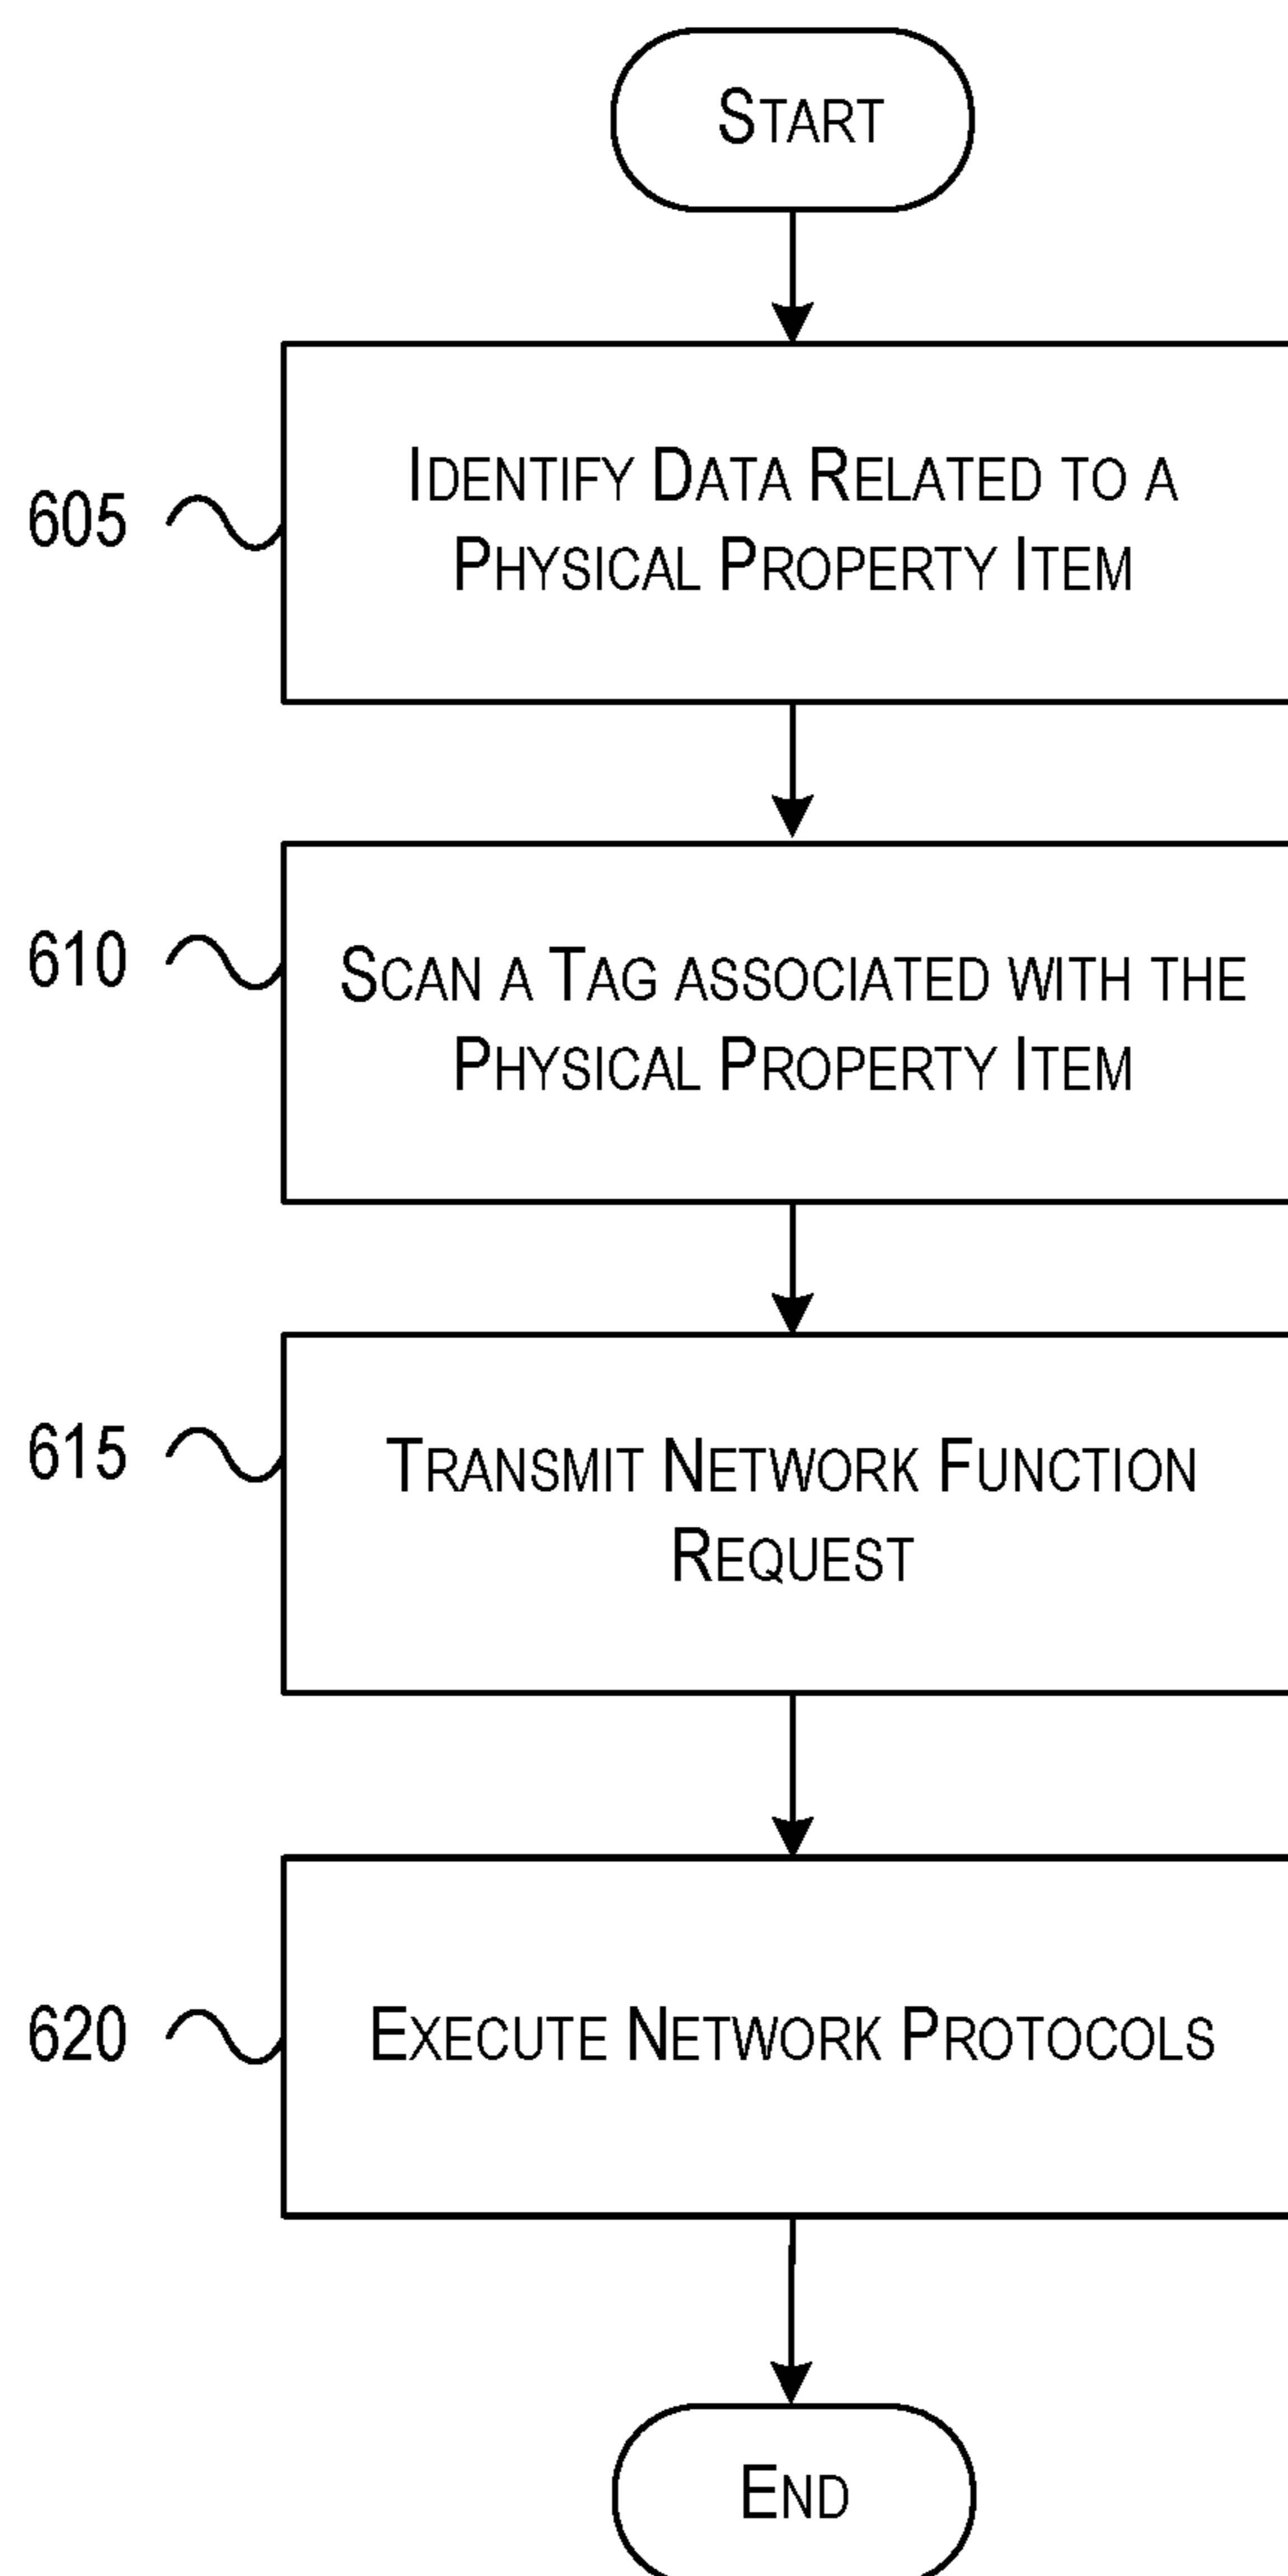 START
IDENTIFY DATA RELATED TO A
PHYSICAL PROPERTY ITEM
605
610
SCAN A TAG ASSOCIATED WITH THE
PHYSICAL PROPERTY ITEM
615
TRANSMIT NETWORK FUNCTION
REQUEST
620
EXECUTE NETWORK PROTOCOLS
END